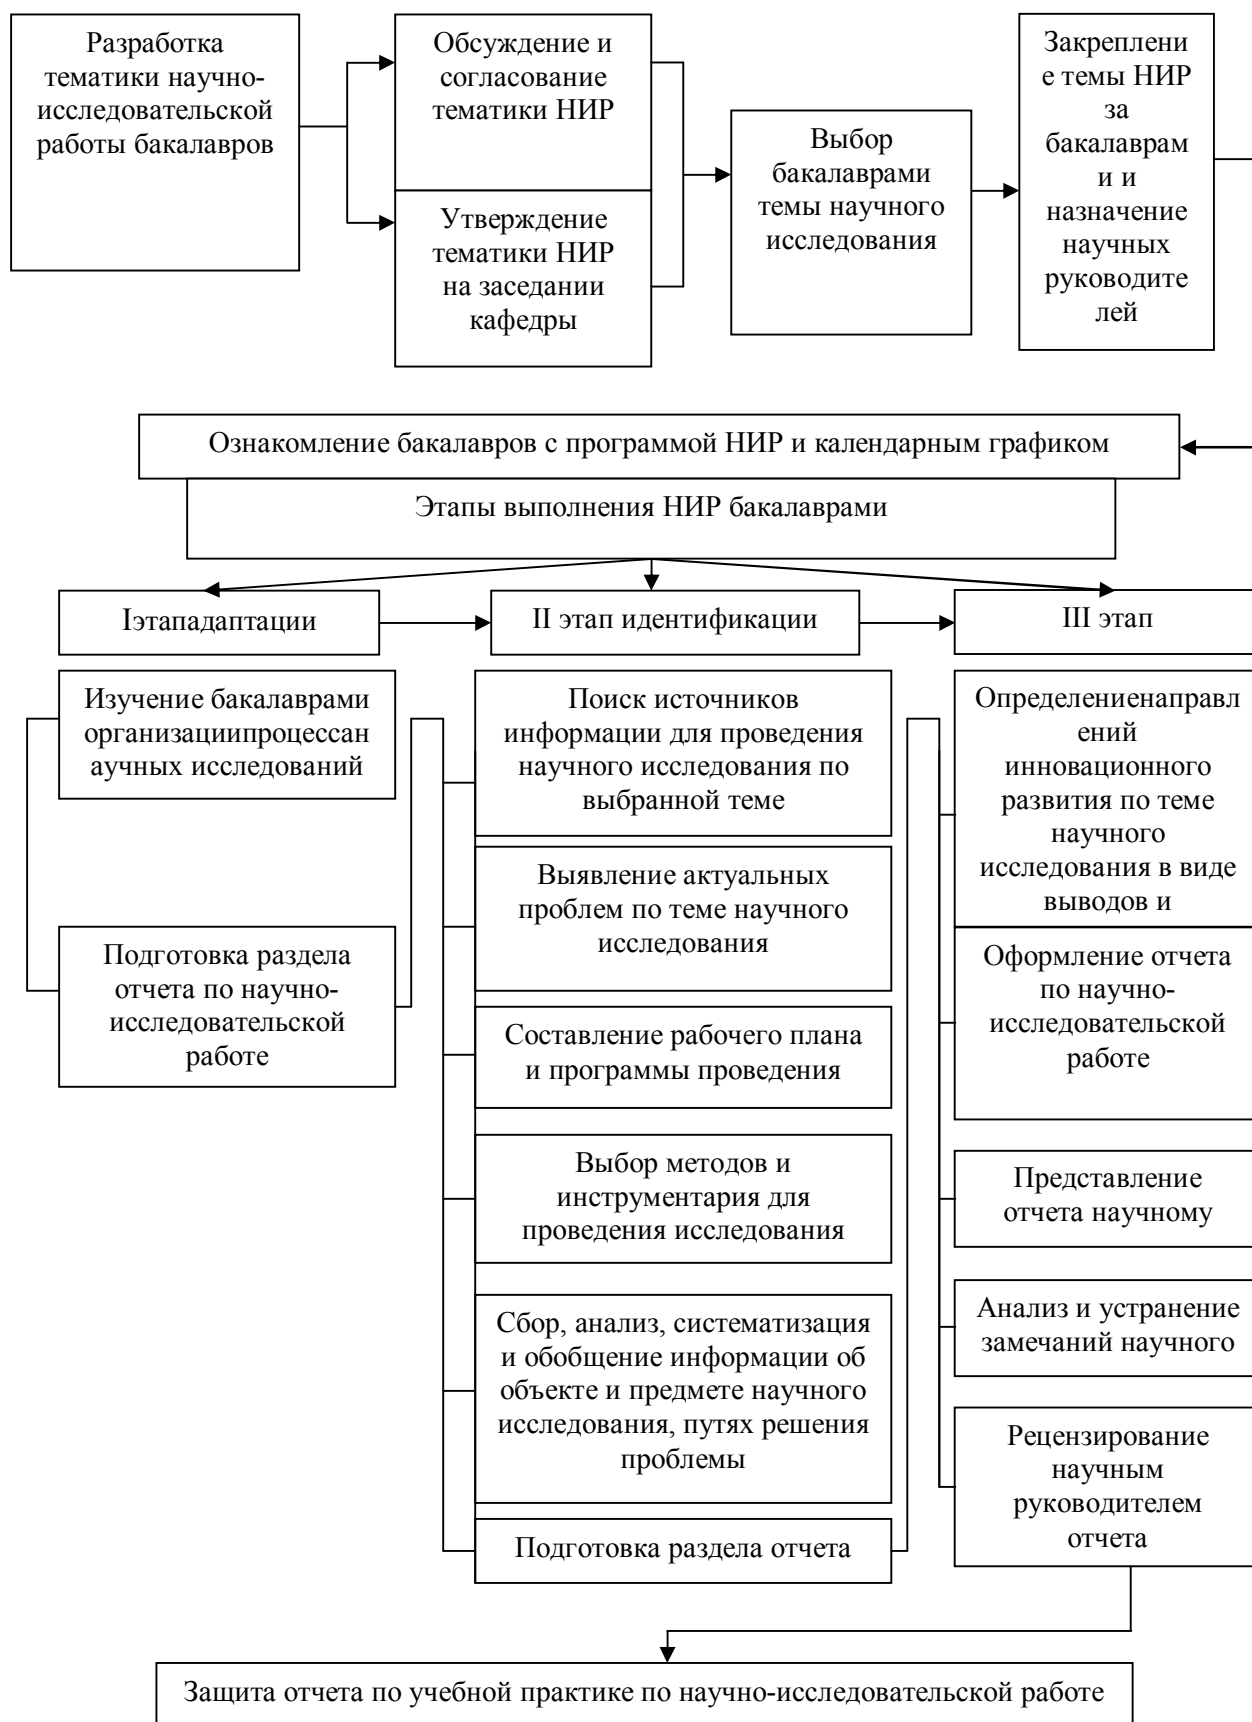 Разработка
тематики научно-
исследовательской
работы бакалавров
Обсуждение и
согласование
тематики НИР
Утверждение
тематики НИР
на заседании
кафедры
Выбор
бакалаврами
темы научного
исследования
Закреплени
е темы НИР
за
бакалаврам
и и
назначение
научных
руководите
лей
Ознакомление бакалавров с программой НИР и календарным графиком
Этапы выполнения НИР бакалаврами
Iэтападаптации
II этап идентификации
III этап
Изучение бакалаврами
организациипроцессан
аучных исследований
Подготовка раздела
отчета по научно-
исследовательской
работе
Поиск источников
информации для проведения
научного исследования по
выбранной теме
Выявление актуальных
проблем по теме научного
исследования
Составление рабочего плана
и программы проведения
Выбор методов и
инструментария для
проведения исследования
Сбор, анализ, систематизация
и обобщение информации об
объекте и предмете научного
исследования, путях решения
проблемы
Подготовка раздела отчета
Определениенаправл
ений
инновационного
развития по теме
научного
исследования в виде
выводов и
Оформление отчета
по научно-
исследовательской
работе
Представление
отчета научному
Анализ и устранение
замечаний научного
Рецензирование
научным
руководителем
отчета
Защита отчета по учебной практике по научно-исследовательской работе